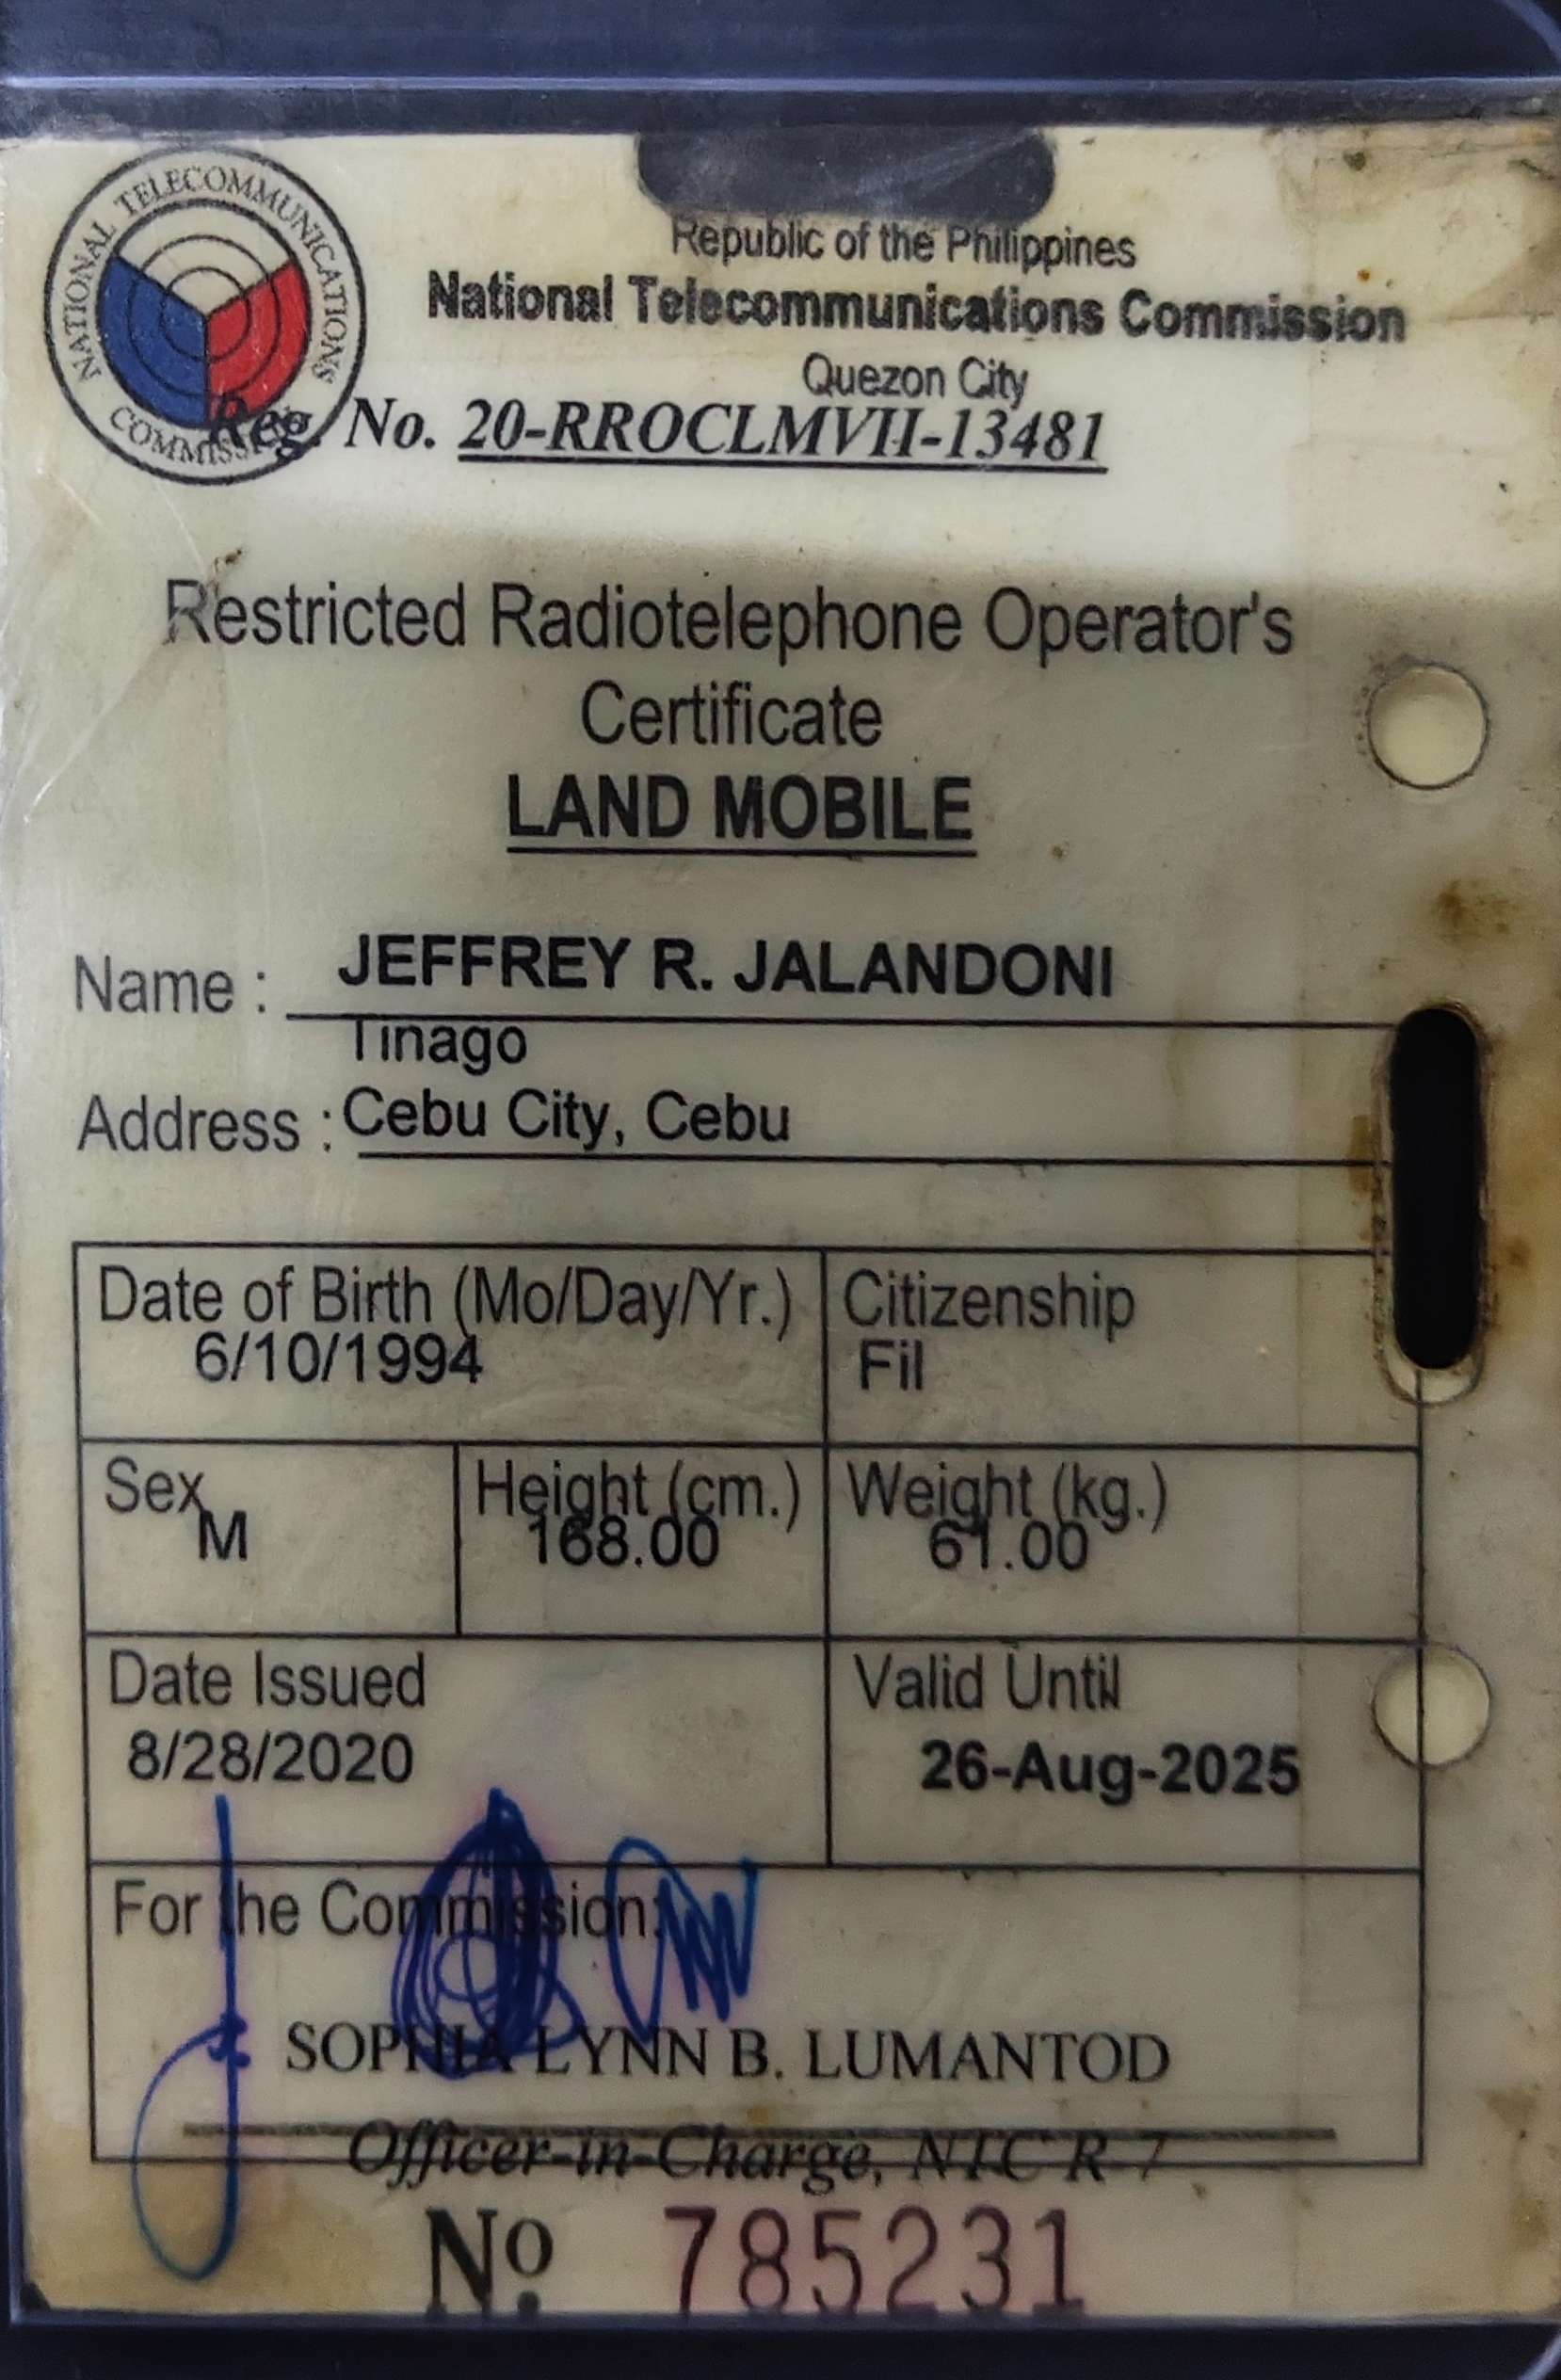 NATIONAL TELECOMMUNICATIONS COMMISSION
Republic of the Philippines
National Telecommunications Commission
Quezon City
Reg. No. 20-RROCLMVII-13481
Restricted Radiotelephone Operator's
Certificate
LAND MOBILE
Name : JEFFREY R. JALANDONI
Tinago
Address : Cebu City, Cebu
Date of Birth (Mo/Day/Yr.) Citizenship
6/10/1994 Fil
Sex Height (cm.) Weight (kg.)
M 168.00 61.00
Date Issued Valid Until
8/28/2020 26-Aug-2025
For the Commission:
SOPHIA LYNN B. LUMANTOD
Officer-in-Charge, NTC R 7
Nº. 785231